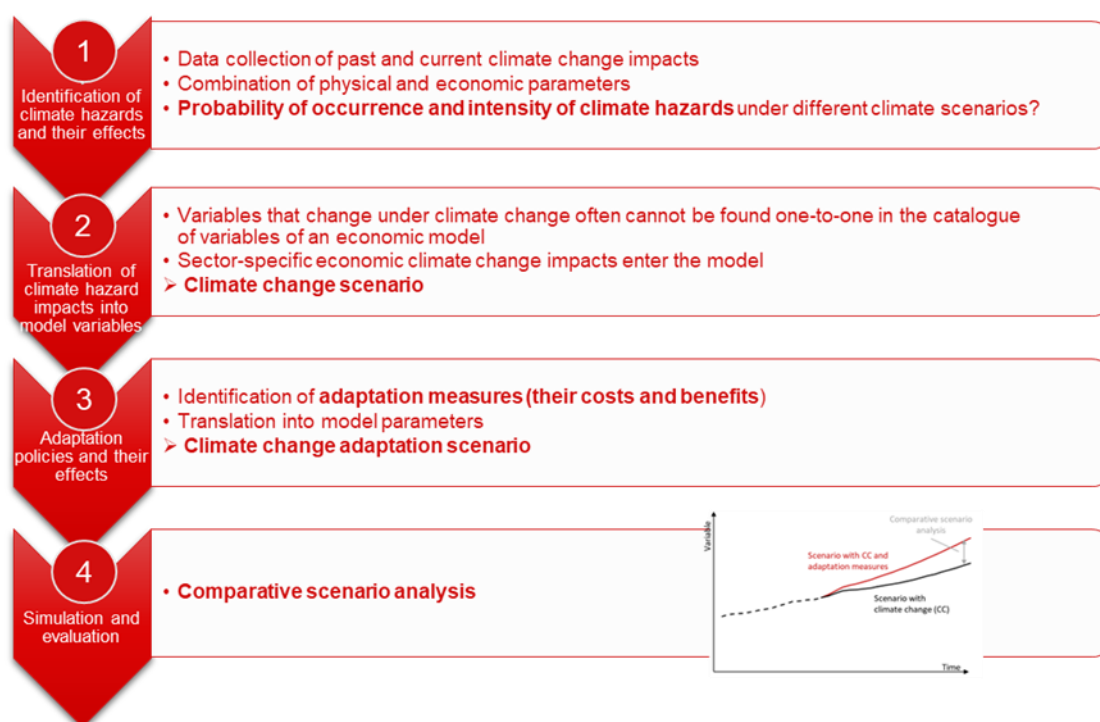 1
Identification of
climate hazards
and their effects
• Data collection of past and current climate change impacts
• Combination of physical and economic parameters
• Probability of occurrence and intensity of climate hazards under different climate scenarios?
2
Translation of
climate hazard
impacts into
model variables
• Variables that change under climate change often cannot be found one-to-one in the catalogue
of variables of an economic model
• Sector-specific economic climate change impacts enter the model
➢ Climate change scenario
3
Adaptation
policies and their
effects
• Identification of adaptation measures (their costs and benefits)
• Translation into model parameters
➢ Climate change adaptation scenario
4
Simulation and
evaluation
• Comparative scenario analysis
Variable
Comparative scenario
analysis
Scenario with CC and
adaptation measures
Scenario with
climate change (CC)
Time